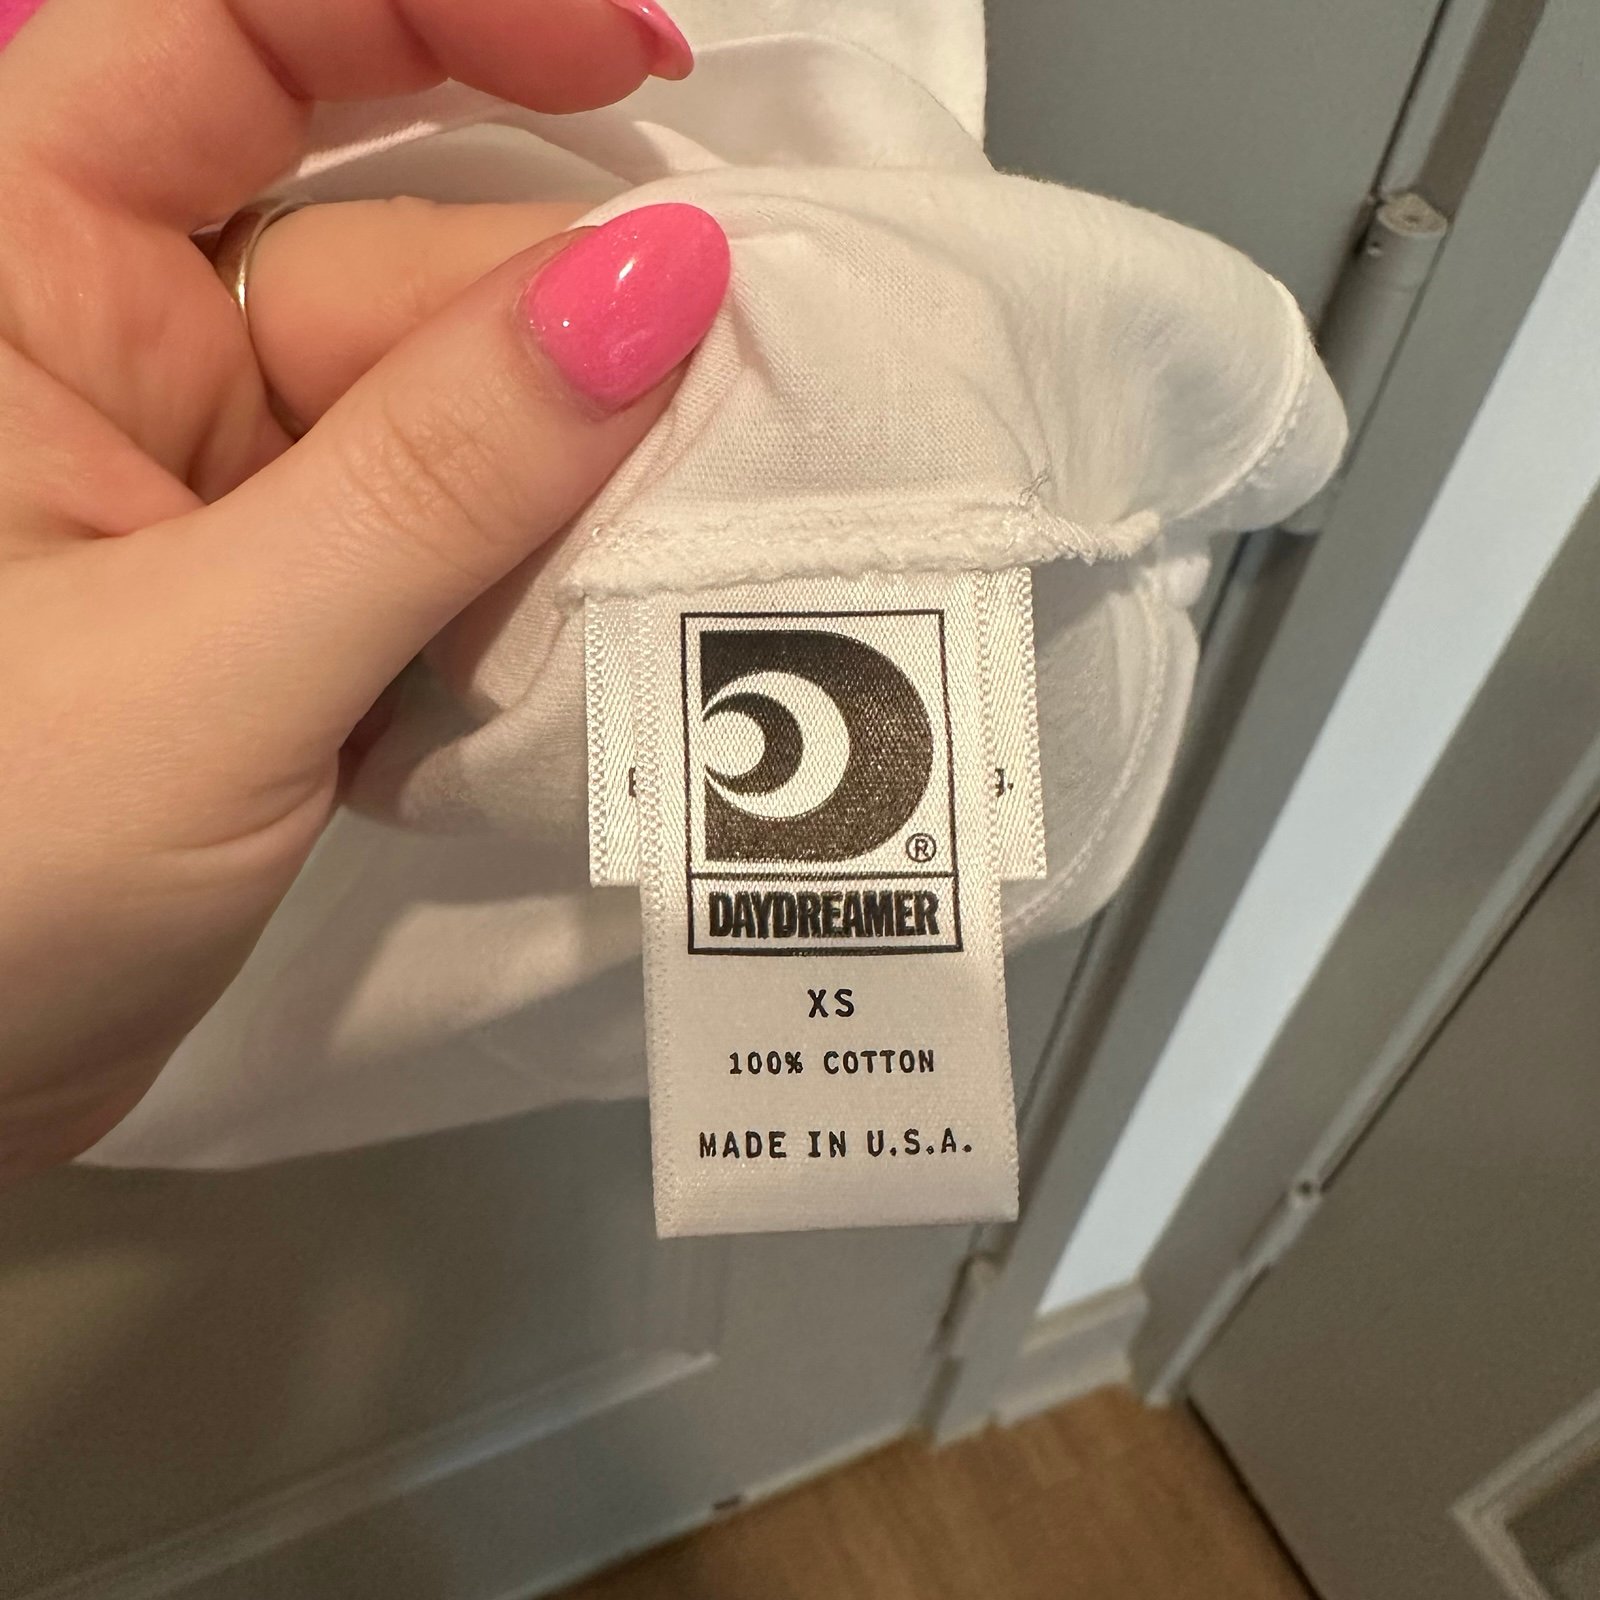 ®
DAYDREAMER
XS
100% COTTON
MADE IN U.S.A.